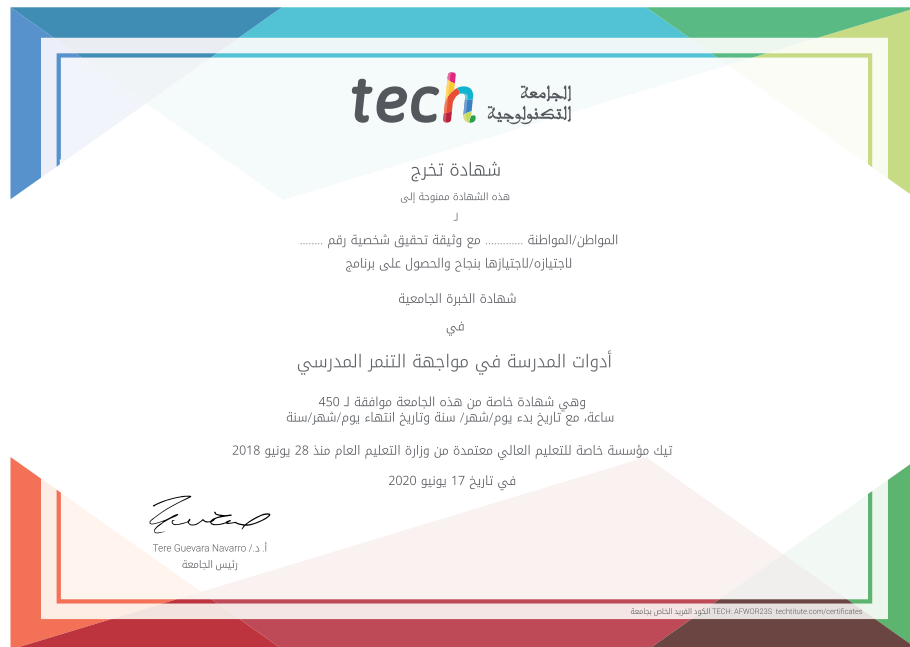 tech الجامعة
التكنولوجية
شهادة تخرج
هذه الشهادة ممنوحة إلى
لـ
المواطن/المواطنة ............ مع وثيقة تحقيق شخصية رقم ........
لاجتيازه/لاجتيازها بنجاح والحصول على برنامج
شهادة الخبرة الجامعية
في
أدوات المدرسة في مواجهة التنمر المدرسي
وهي شهادة خاصة من هذه الجامعة موافقة لـ 450
ساعة، مع تاريخ بدء يوم/شهر/ سنة وتاريخ انتهاء يوم/شهر/سنة
تيك مؤسسة خاصة للتعليم العالي معتمدة من وزارة التعليم العام منذ 28 يونيو 2018
في تاريخ 17 يونيو 2020
أ. د./ Tere Guevara Navarro
رئيس الجامعة
الكود الفريد الخاص بجامعة TECH: AFWOR23S techtitute.com/certificates